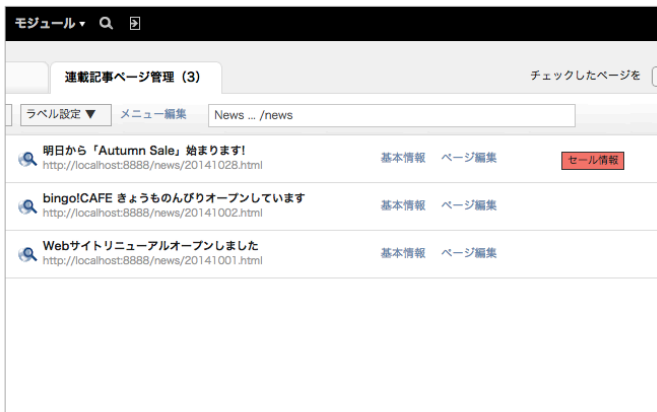 モジュール▼
連載記事ページ管理（3）
チェックしたページを
ラベル設定 ▼ メニュー編集 News ... /news
明日から「Autumn Sale」始まります!
http://localhost:8888/news/20141028.html
基本情報 ページ編集 セール情報
bingo!CAFE きょうものんびりオープンしています
http://localhost:8888/news/20141002.html
基本情報 ページ編集
Webサイトリニューアルオープンしました
http://localhost:8888/news/20141001.html
基本情報 ページ編集